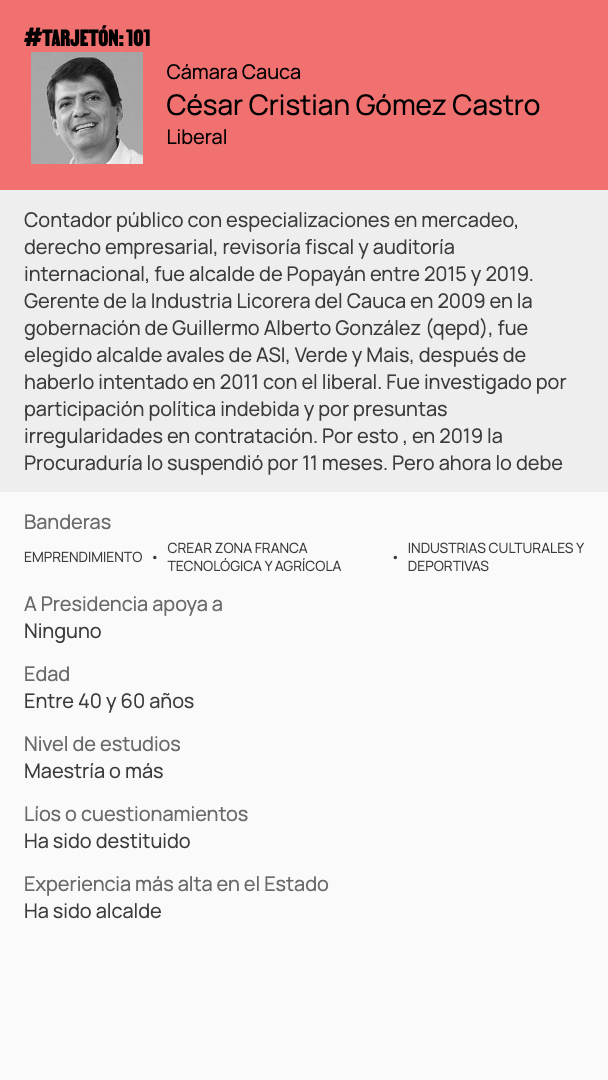 #TARJETÓN: 101
Cámara Cauca
César Cristian Gómez Castro
Liberal
Contador público con especializaciones en mercadeo,
derecho empresarial, revisoría fiscal y auditoría
internacional, fue alcalde de Popayán entre 2015 y 2019.
Gerente de la Industria Licorera del Cauca en 2009 en la
gobernación de Guillermo Alberto González (qepd), fue
elegido alcalde avales de ASI, Verde y Mais, después de
haberlo intentado en 2011 con el liberal. Fue investigado por
participación política indebida y por presuntas
irregularidades en contratación. Por esto , en 2019 la
Procuraduría lo suspendió por 11 meses. Pero ahora lo debe
Banderas
EMPRENDIMIENTO • CREAR ZONA FRANCA • INDUSTRIAS CULTURALES Y
TECNOLÓGICA Y AGRÍCOLA DEPORTIVAS
A Presidencia apoya a
Ninguno
Edad
Entre 40 y 60 años
Nivel de estudios
Maestría o más
Líos o cuestionamientos
Ha sido destituido
Experiencia más alta en el Estado
Ha sido alcalde